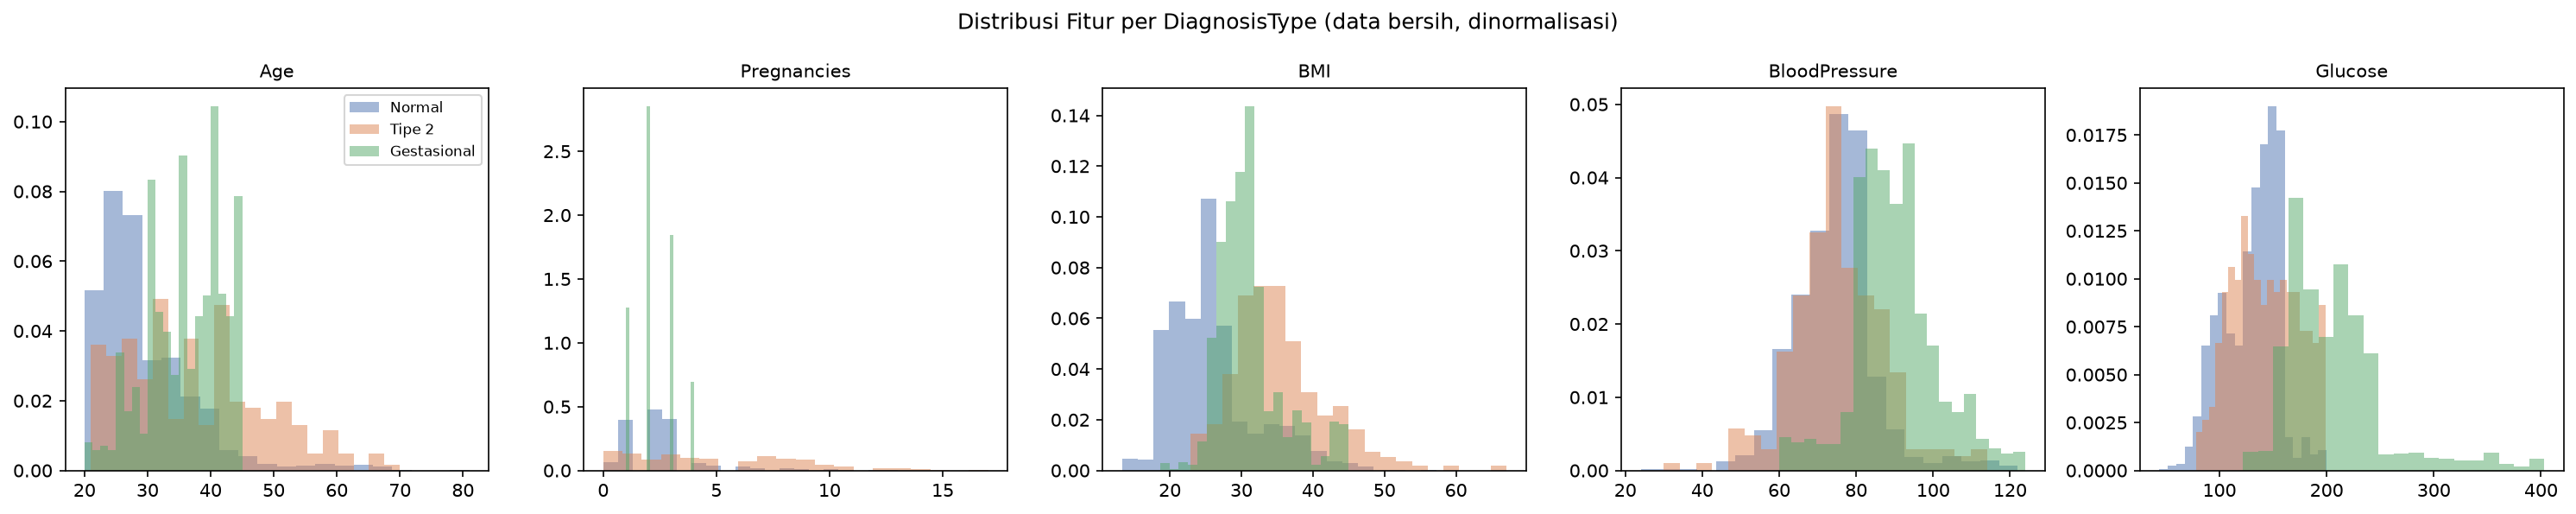 Distribusi Fitur per DiagnosisType (data bersih, dinormalisasi)
Age
Normal
Tipe 2
Gestasional
0.10
0.08
0.06
0.04
0.02
0.00
20 30 40 50 60 70 80
Pregnancies
2.5
2.0
1.5
1.0
0.5
0.0
0 5 10 15
BMI
0.14
0.12
0.10
0.08
0.06
0.04
0.02
0.00
20 30 40 50 60
BloodPressure
0.05
0.04
0.03
0.02
0.01
0.00
20 40 60 80 100 120
Glucose
0.0175
0.0150
0.0125
0.0100
0.0075
0.0050
0.0025
0.0000
100 200 300 400